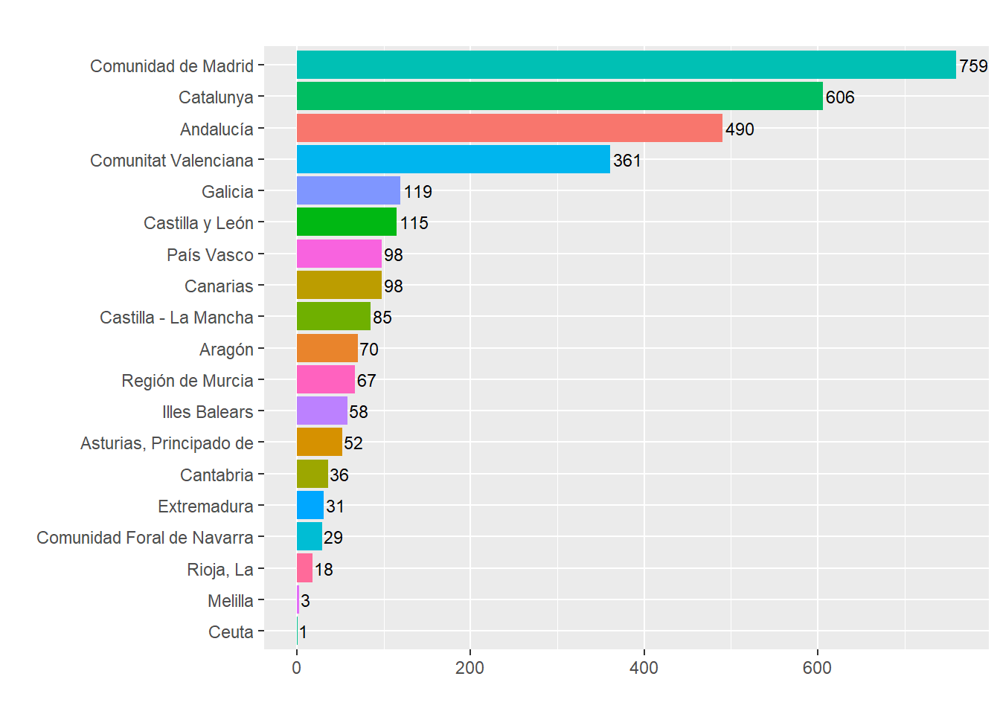 Comunidad de Madrid 759
Catalunya 606
Andalucía 490
Comunitat Valenciana 361
Galicia 119
Castilla y León 115
País Vasco 98
Canarias 98
Castilla - La Mancha 85
Aragón 70
Región de Murcia 67
Illes Balears 58
Asturias, Principado de 52
Cantabria 36
Extremadura 31
Comunidad Foral de Navarra 29
Rioja, La 18
Melilla 3
Ceuta 1
0 200 400 600